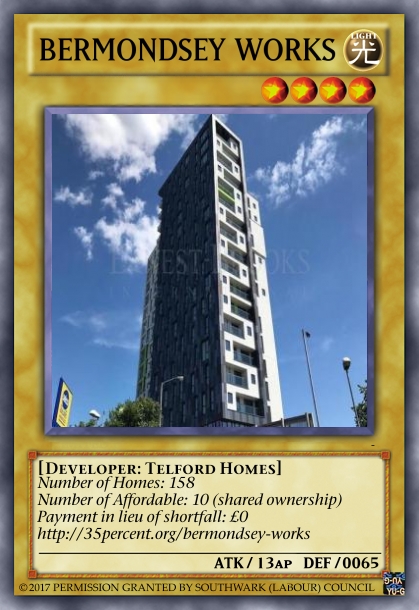 BERMONDSEY WORKS
LIGHT
光
[DEVELOPER: TELFORD HOMES]
Number of Homes: 158
Number of Affordable: 10 (shared ownership)
Payment in lieu of shortfall: £0
http://35percent.org/bermondsey-works
ATK / 13AP DEF /0065
©2017 PERMISSION GRANTED BY SOUTHWARK (LABOUR) COUNCIL